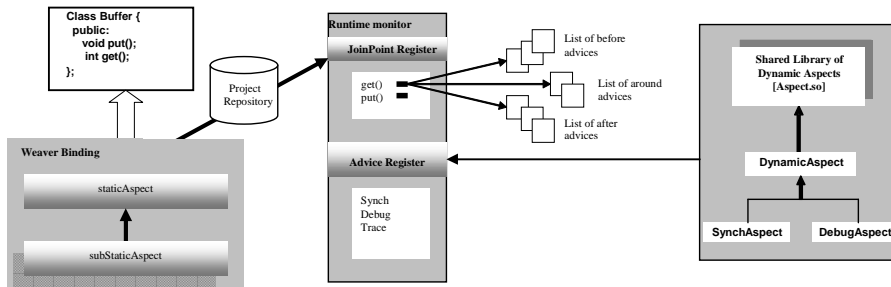 Class Buffer {
public:
void put();
int get();
};
Project
Repository
Weaver Binding
staticAspect
subStaticAspect
Runtime monitor
JoinPoint Register
get()
put()
List of before
advices
List of around
advices
List of after
advices
Advice Register
Synch
Debug
Trace
Shared Library of
Dynamic Aspects
[Aspect.so]
DynamicAspect
SynchAspect
DebugAspect